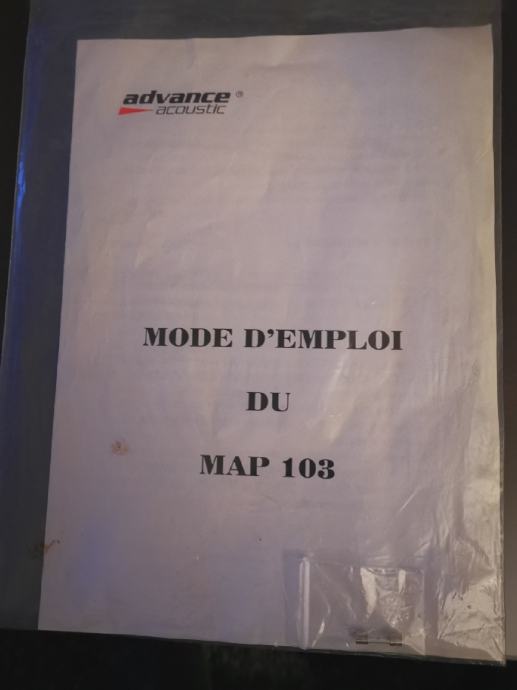 advance ®
acoustic
MODE D'EMPLOI
DU
MAP 103